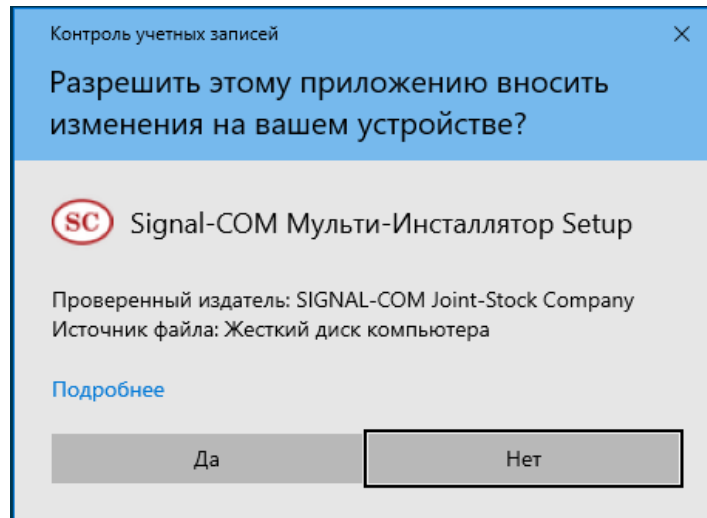 Контроль учетных записей
Разрешить этому приложению вносить
изменения на вашем устройстве?
SC Signal-COM Мульти-Инсталлятор Setup
Проверенный издатель: SIGNAL-COM Joint-Stock Company
Источник файла: Жесткий диск компьютера
Подробнее
Да Нет